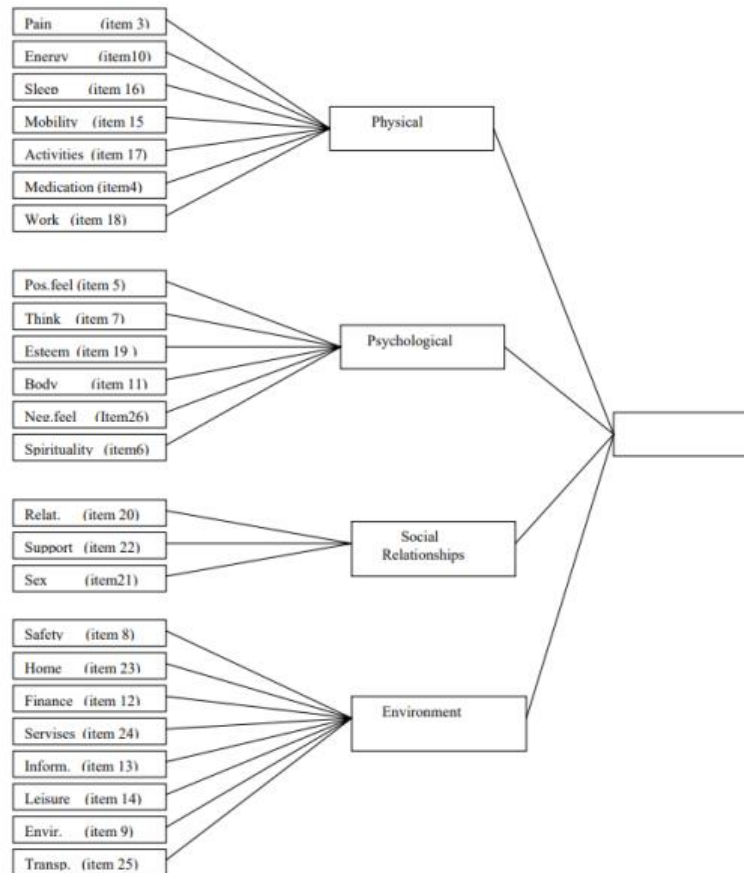 Pain (item 3)
Energy (item10)
Sleep (item 16)
Mobility (item 15
Activities (item 17)
Medication (item4)
Work (item 18)
Physical
Pos.feel (item 5)
Think (item 7)
Esteem (item 19 )
Body (item 11)
Neg.feel (Item26)
Spirituality (item6)
Psychological
Relat. (item 20)
Support (item 22)
Sex (item21)
Social
Relationships
Safety (item 8)
Home (item 23)
Finance (item 12)
Servises (item 24)
Inform. (item 13)
Leisure (item 14)
Envir. (item 9)
Transp. (item 25)
Environment